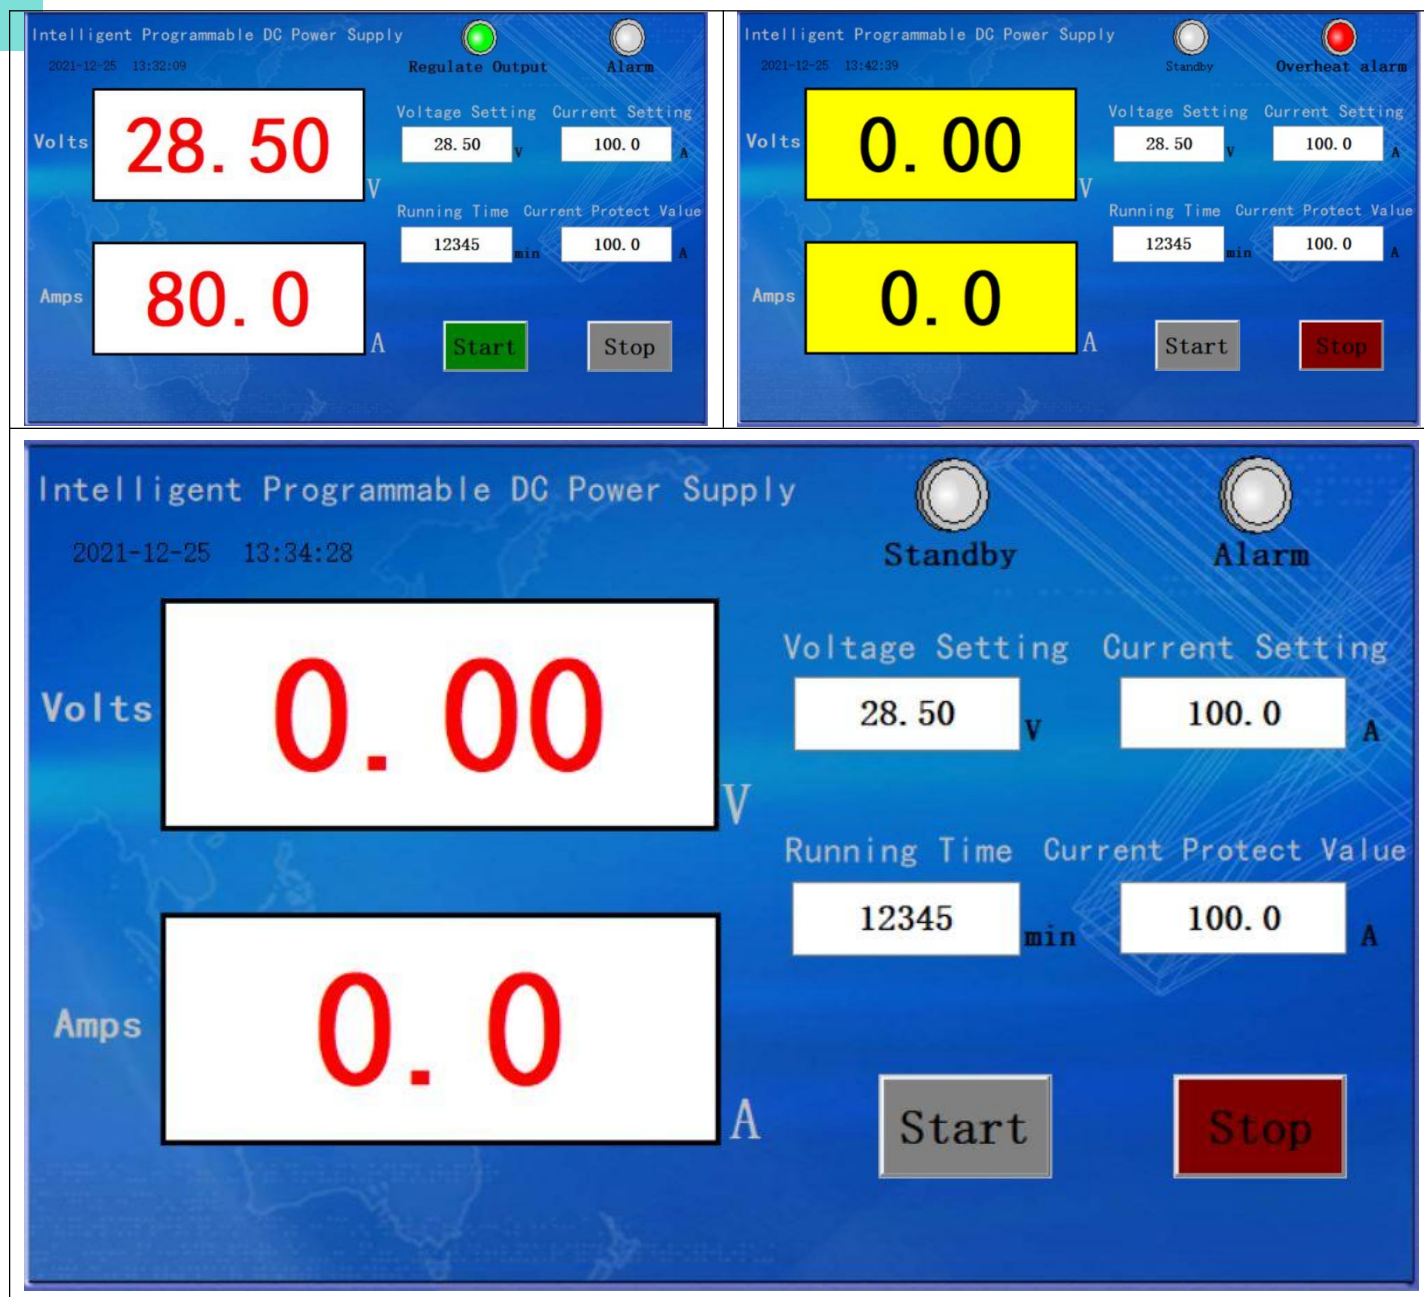 Intelligent Programmable DC Power Supply
2021-12-25 13:32:09
Regulate Output
Alarm
Volts
28.50
V
Voltage Setting
Current Setting
28.50 V
100.0 A
Running Time
Current Protect Value
12345 min
100.0 A
Amps
80.0
A
Start
Stop
Intelligent Programmable DC Power Supply
2021-12-25 13:42:39
Standby
Overheat alarm
Volts
0.00
V
Voltage Setting
Current Setting
28.50 V
100.0 A
Running Time
Current Protect Value
12345 min
100.0 A
Amps
0.0
A
Start
Stop
Intelligent Programmable DC Power Supply
2021-12-25 13:34:28
Standby
Alarm
Volts
0.00
V
Voltage Setting
Current Setting
28.50 V
100.0 A
Running Time
Current Protect Value
12345 min
100.0 A
Amps
0.0
A
Start
Stop